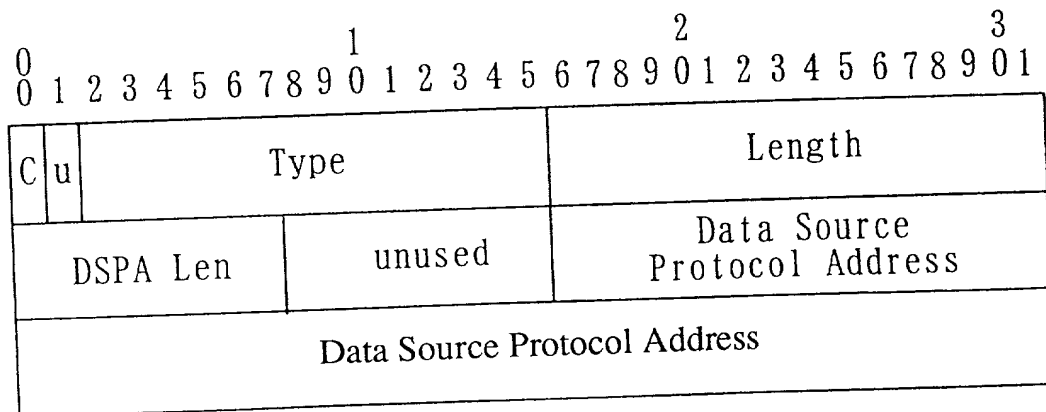 0 1 2 3
0 1 2 3 4 5 6 7 8 9 0 1 2 3 4 5 6 7 8 9 0 1 2 3 4 5 6 7 8 9 0 1
C u Type Length
DSPA Len unused Data Source
Protocol Address
Data Source Protocol Address